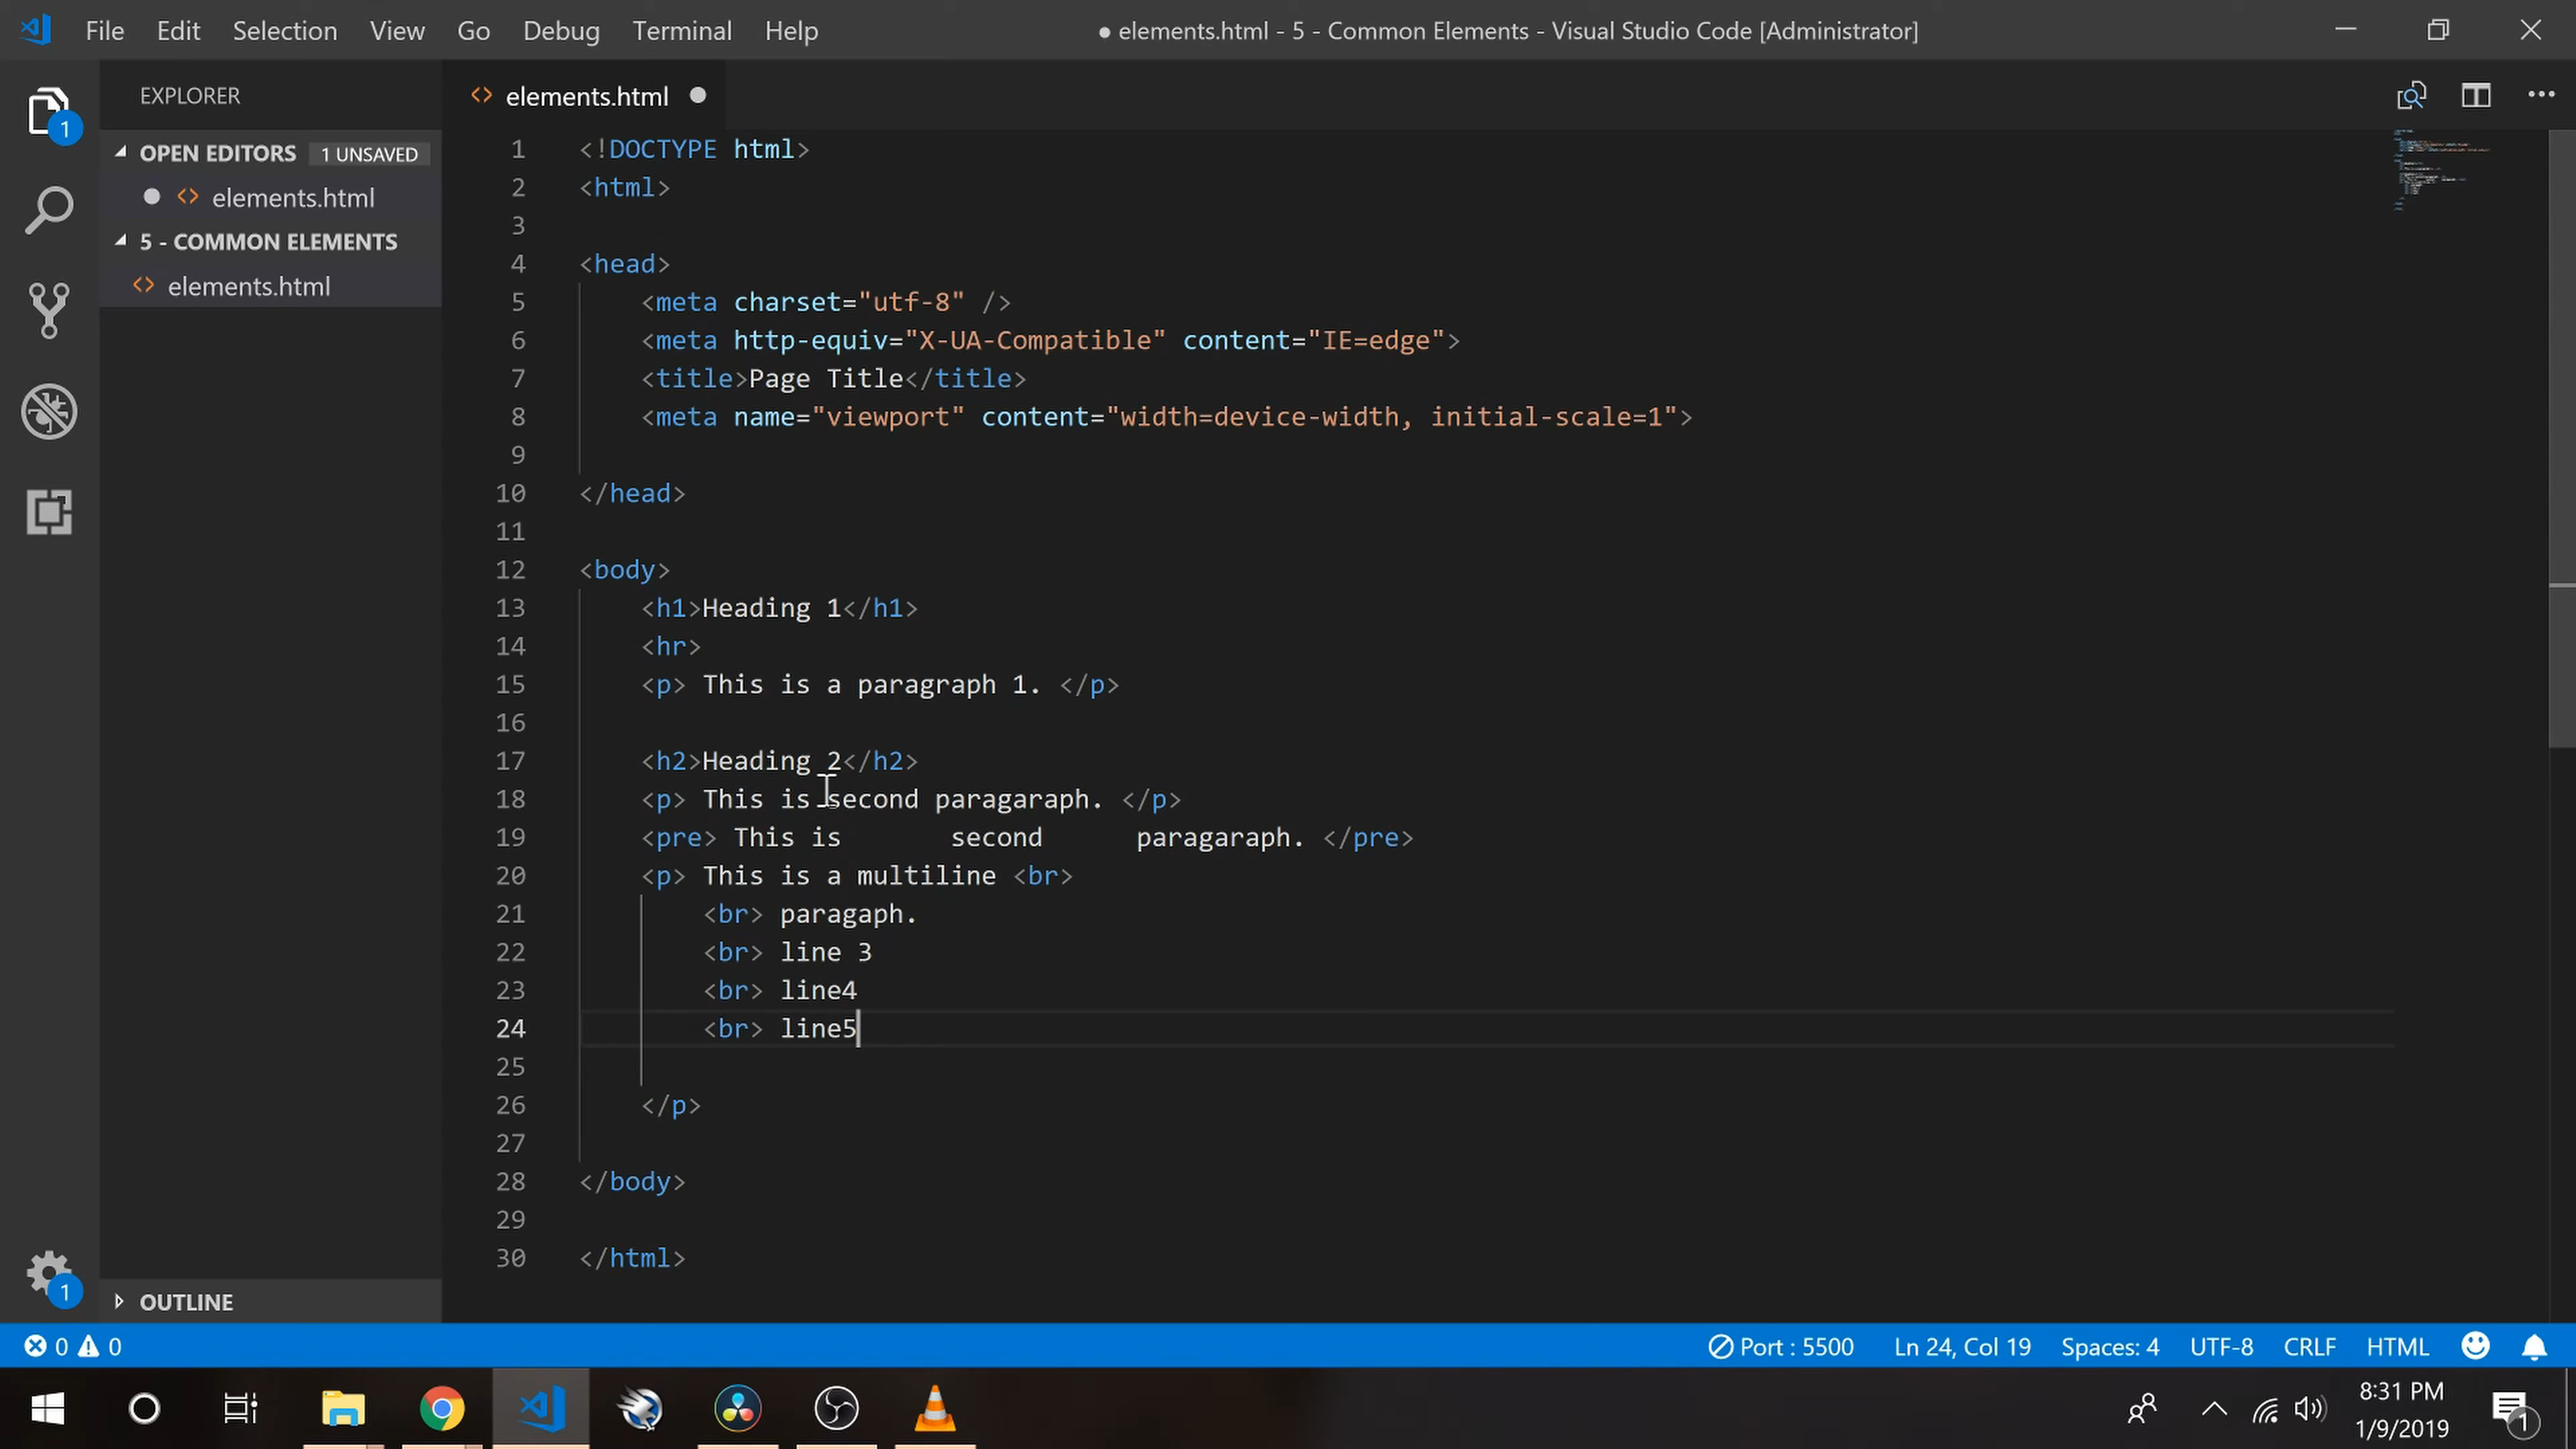 File Edit Selection View Go Debug Terminal Help ● elements.html - 5 - Common Elements - Visual Studio Code [Administrator]
EXPLORER
<> elements.html ●
1
OPEN EDITORS 1 UNSAVED
● <> elements.html
5 - COMMON ELEMENTS
<> elements.html
1 <!DOCTYPE html>
2 <html>
3
4 <head>
5 <meta charset="utf-8" />
6 <meta http-equiv="X-UA-Compatible" content="IE=edge">
7 <title>Page Title</title>
8 <meta name="viewport" content="width=device-width, initial-scale=1">
9
10 </head>
11
12 <body>
13 <h1>Heading 1</h1>
14 <hr>
15 <p> This is a paragraph 1. </p>
16
17 <h2>Heading 2</h2>
18 <p> This is second paragaraph. </p>
19 <pre> This is       second      paragaraph. </pre>
20 <p> This is a multiline <br>
21 <br> paragaph.
22 <br> line 3
23 <br> line4
24 <br> line5
25
26 </p>
27
28 </body>
29
30 </html>
1
OUTLINE
0 0 Port : 5500 Ln 24, Col 19 Spaces: 4 UTF-8 CRLF HTML
8:31 PM
1/9/2019
1